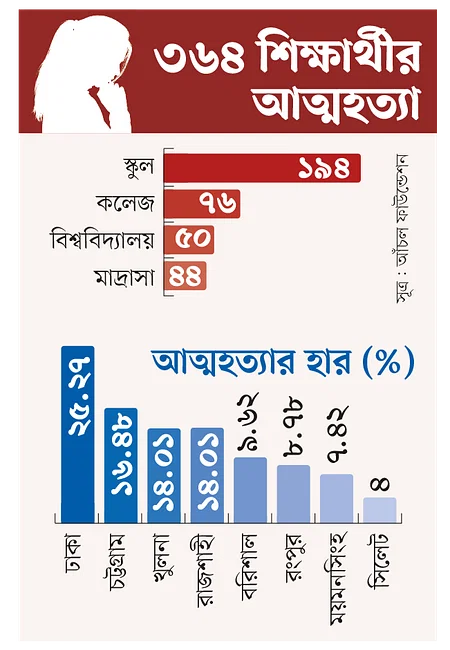 ৩৬৪ শিক্ষার্থীর
আত্মহত্যা
স্কুল ১৯৪
কলেজ ৭৬
বিশ্ববিদ্যালয় ৫০
মাদ্রাসা ৪৪
সূত্র : আঁচল ফাউন্ডেশন
আত্মহত্যার হার (%)
২৫.২৭
১৬.৪৮
১৪.০১
১৪.০১
৯.৬২
৮.৭৮
৭.৪২
৪
ঢাকা
চট্টগ্রাম
খুলনা
রাজশাহী
বরিশাল
রংপুর
ময়মনসিংহ
সিলেট